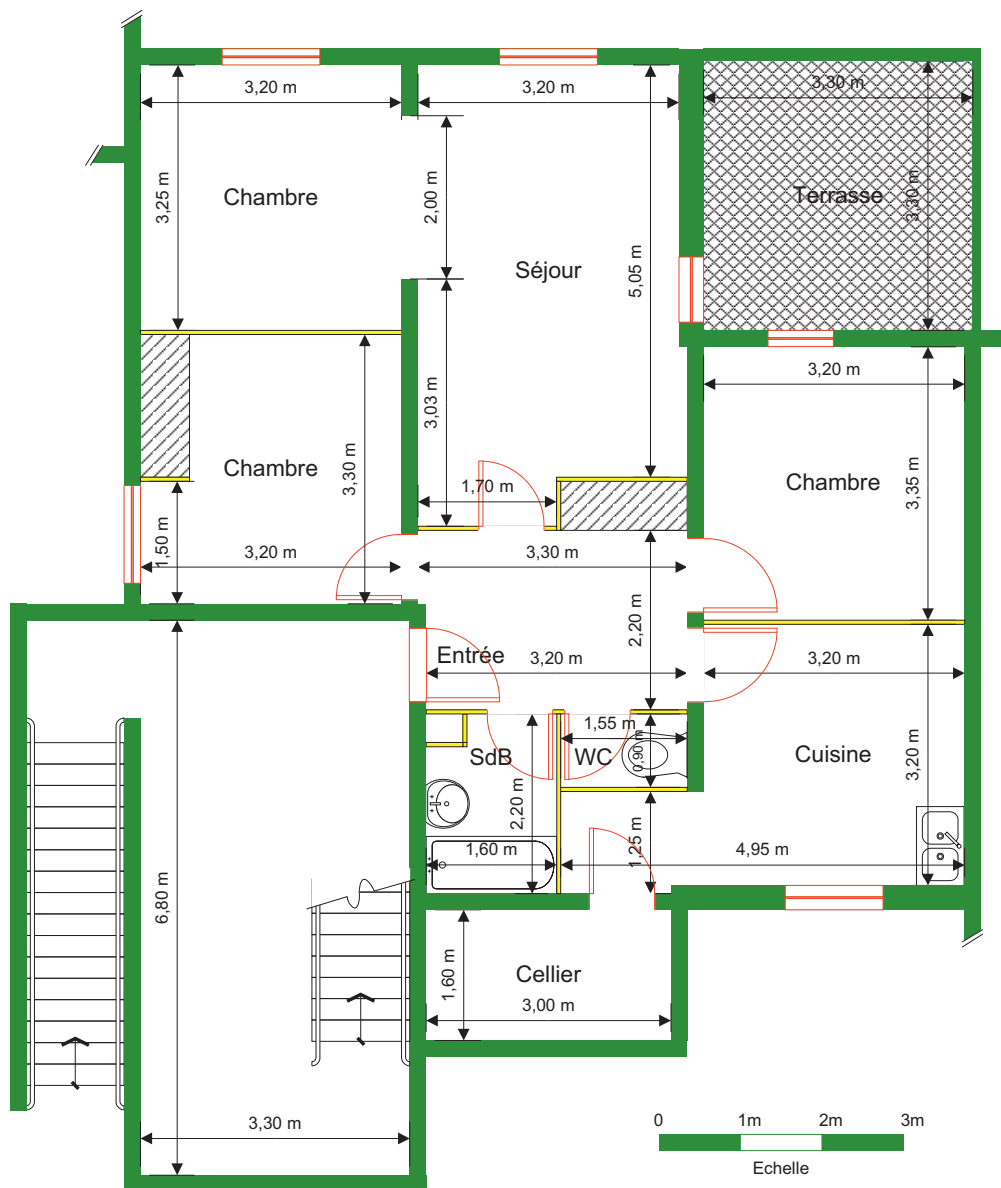 3,20 m
3,20 m
3,30 m
3,25 m
Chambre
2,00 m
Terrasse
3,30 m
Séjour
5,05 m
3,20 m
3,03 m
Chambre
3,30 m
Chambre
3,35 m
1,70 m
1,50 m
3,20 m
3,30 m
2,20 m
Entrée
3,20 m
3,20 m
1,55 m
SdB
WC
0,90 m
Cuisine
3,20 m
2,20 m
1,25 m
1,60 m
4,95 m
6,80 m
Cellier
1,60 m
3,00 m
3,30 m
0 1m 2m 3m
Echelle